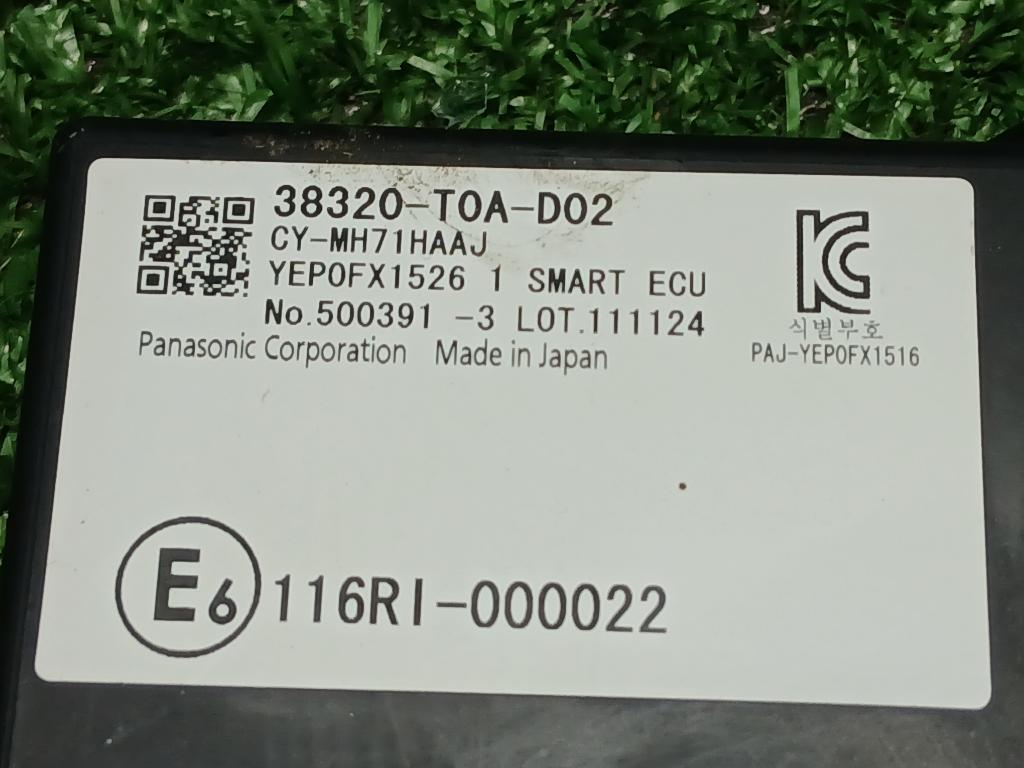 38320-T0A-D02
CY-MH71HAAJ
YEP0FX1526 1 SMART ECU
No.500391 -3 LOT.111124
Panasonic Corporation Made in Japan
KC
식별부호
PAJ-YEP0FX1516
E6 116RI-000022